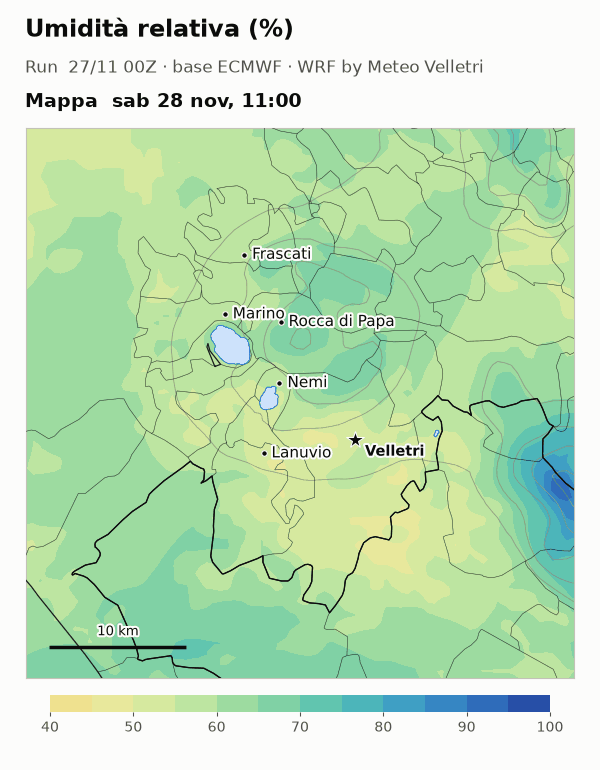 Umidità relativa (%)
Run  27/11 00Z · base ECMWF · WRF by Meteo Velletri
Mappa  sab 28 nov, 11:00
Frascati
Marino
Rocca di Papa
Nemi
Lanuvio
Velletri
10 km
40 50 60 70 80 90 100